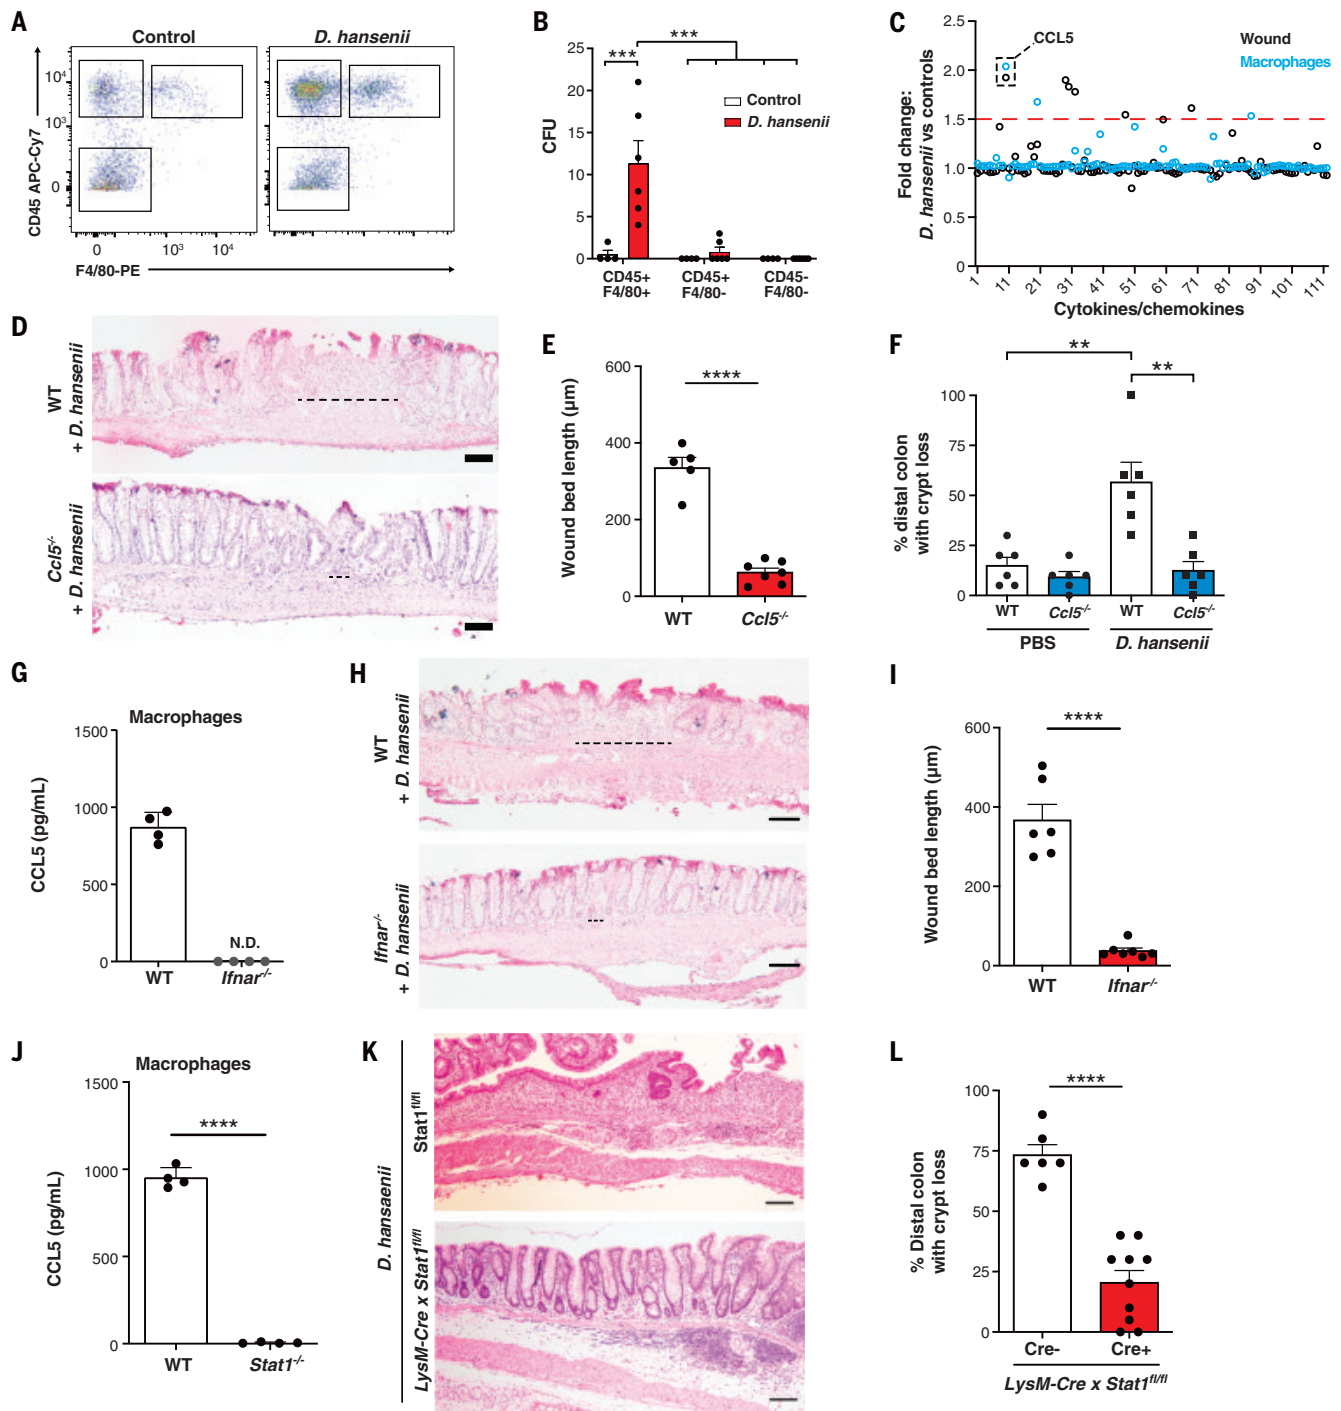 A
Control
D. hansenii
CD45 APC-Cy7
10⁴
10³
0
0
10³
10⁴
F4/80-PE
B
***
***
25
20
15
10
5
0
CFU
Control
D. hansenii
CD45+
F4/80+
CD45+
F4/80-
CD45-
F4/80-
C
CCL5
Wound
Macrophages
Fold change:
D. hansenii vs controls
2.5
2.0
1.5
1.0
0.5
0
1
11
21
31
41
51
61
71
81
91
101
111
Cytokines/chemokines
D
WT
+ D. hansenii
Ccl5-/-
+ D. hansenii
E
Wound bed length (µm)
600
400
200
0
****
WT
Ccl5-/-
F
**
**
% distal colon
with crypt loss
100
75
50
25
0
WT
Ccl5-/-
WT
Ccl5-/-
PBS
D. hansenii
G
Macrophages
CCL5 (pg/mL)
1500
1000
500
0
N.D.
WT
Ifnar-/-
H
WT
+ D. hansenii
Ifnar-/-
+ D. hansenii
I
Wound bed length (µm)
600
400
200
0
****
WT
Ifnar-/-
J
Macrophages
CCL5 (pg/mL)
1500
1000
500
0
****
WT
Stat1-/-
K
D. hansaenii
Stat1fl/fl
LysM-Cre x Stat1fl/fl
L
% Distal colon
with crypt loss
100
75
50
25
0
****
Cre-
Cre+
LysM-Cre x Stat1fl/fl